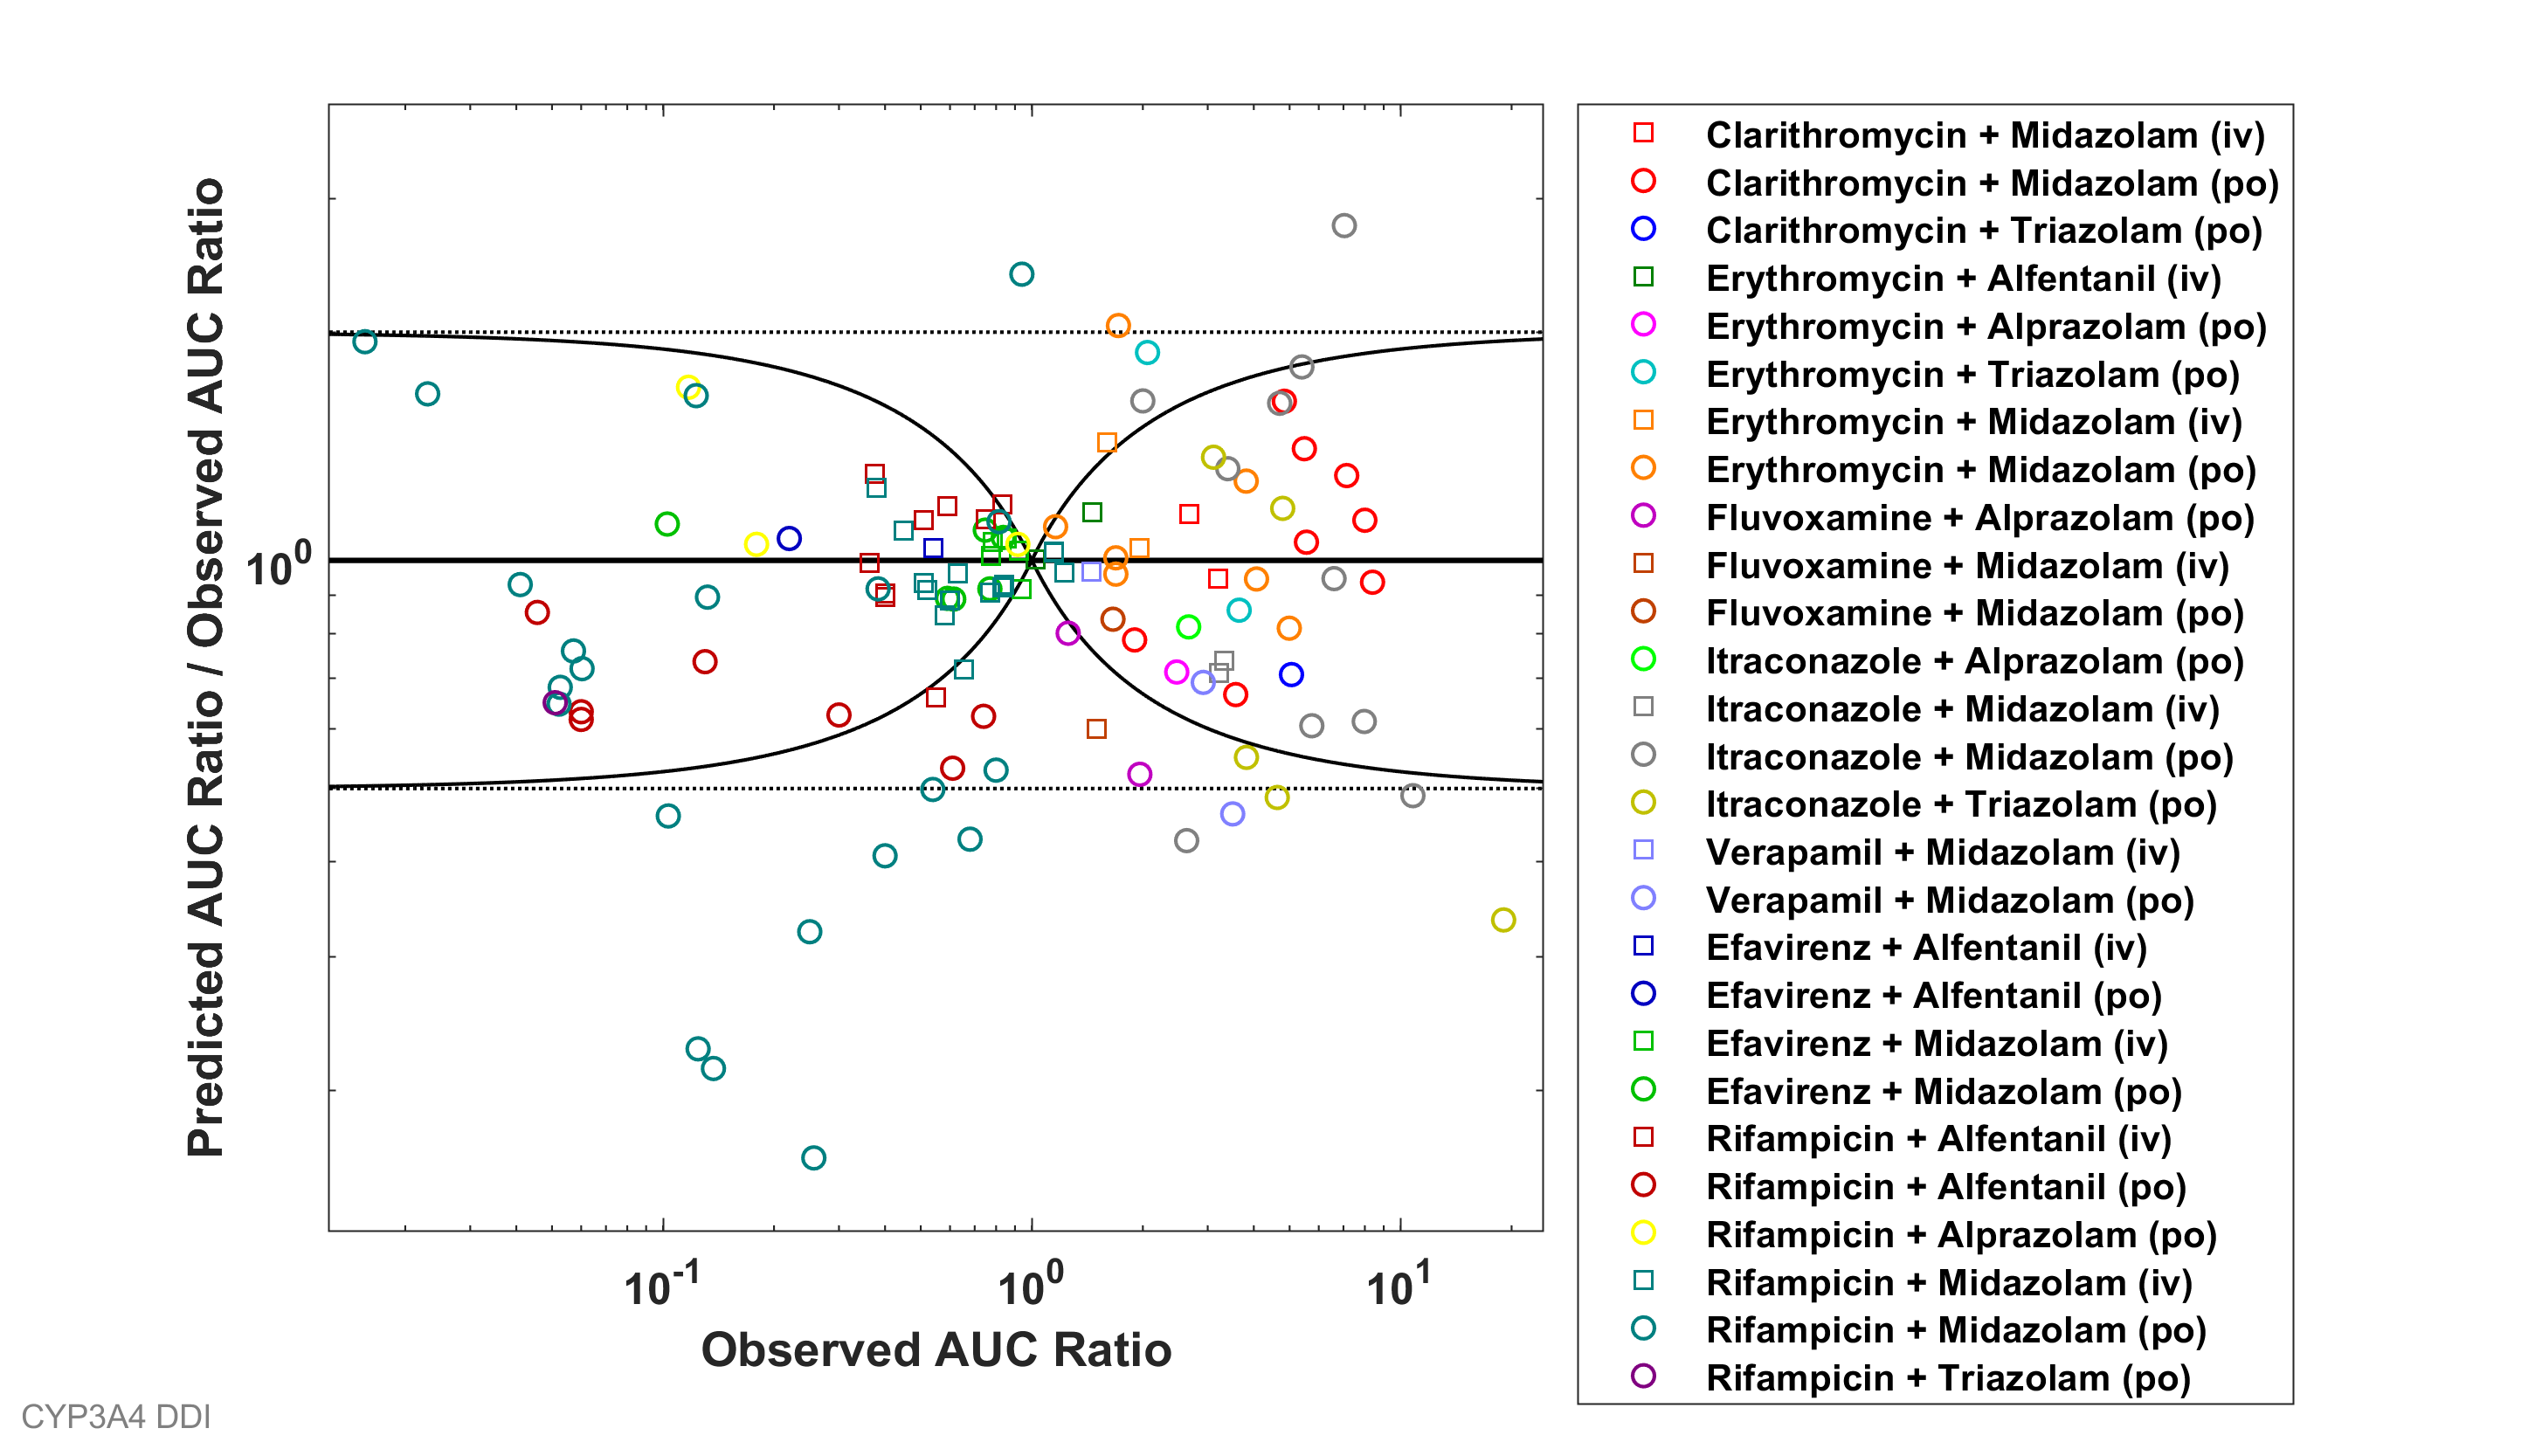 Predicted AUC Ratio / Observed AUC Ratio
10^0
10^-1
10^0
10^1
Observed AUC Ratio
Clarithromycin + Midazolam (iv)
Clarithromycin + Midazolam (po)
Clarithromycin + Triazolam (po)
Erythromycin + Alfentanil (iv)
Erythromycin + Alprazolam (po)
Erythromycin + Triazolam (po)
Erythromycin + Midazolam (iv)
Erythromycin + Midazolam (po)
Fluvoxamine + Alprazolam (po)
Fluvoxamine + Midazolam (iv)
Fluvoxamine + Midazolam (po)
Itraconazole + Alprazolam (po)
Itraconazole + Midazolam (iv)
Itraconazole + Midazolam (po)
Itraconazole + Triazolam (po)
Verapamil + Midazolam (iv)
Verapamil + Midazolam (po)
Efavirenz + Alfentanil (iv)
Efavirenz + Alfentanil (po)
Efavirenz + Midazolam (iv)
Efavirenz + Midazolam (po)
Rifampicin + Alfentanil (iv)
Rifampicin + Alfentanil (po)
Rifampicin + Alprazolam (po)
Rifampicin + Midazolam (iv)
Rifampicin + Midazolam (po)
Rifampicin + Triazolam (po)
CYP3A4 DDI